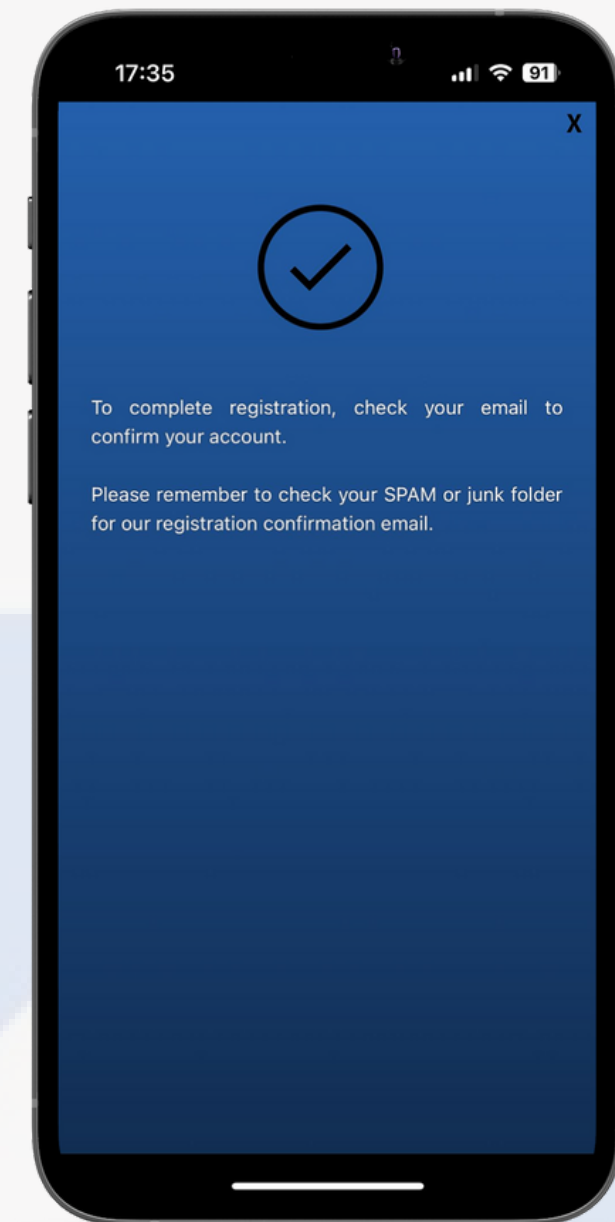 17:35
91
X
To complete registration, check your email to
confirm your account.
Please remember to check your SPAM or junk folder
for our registration confirmation email.